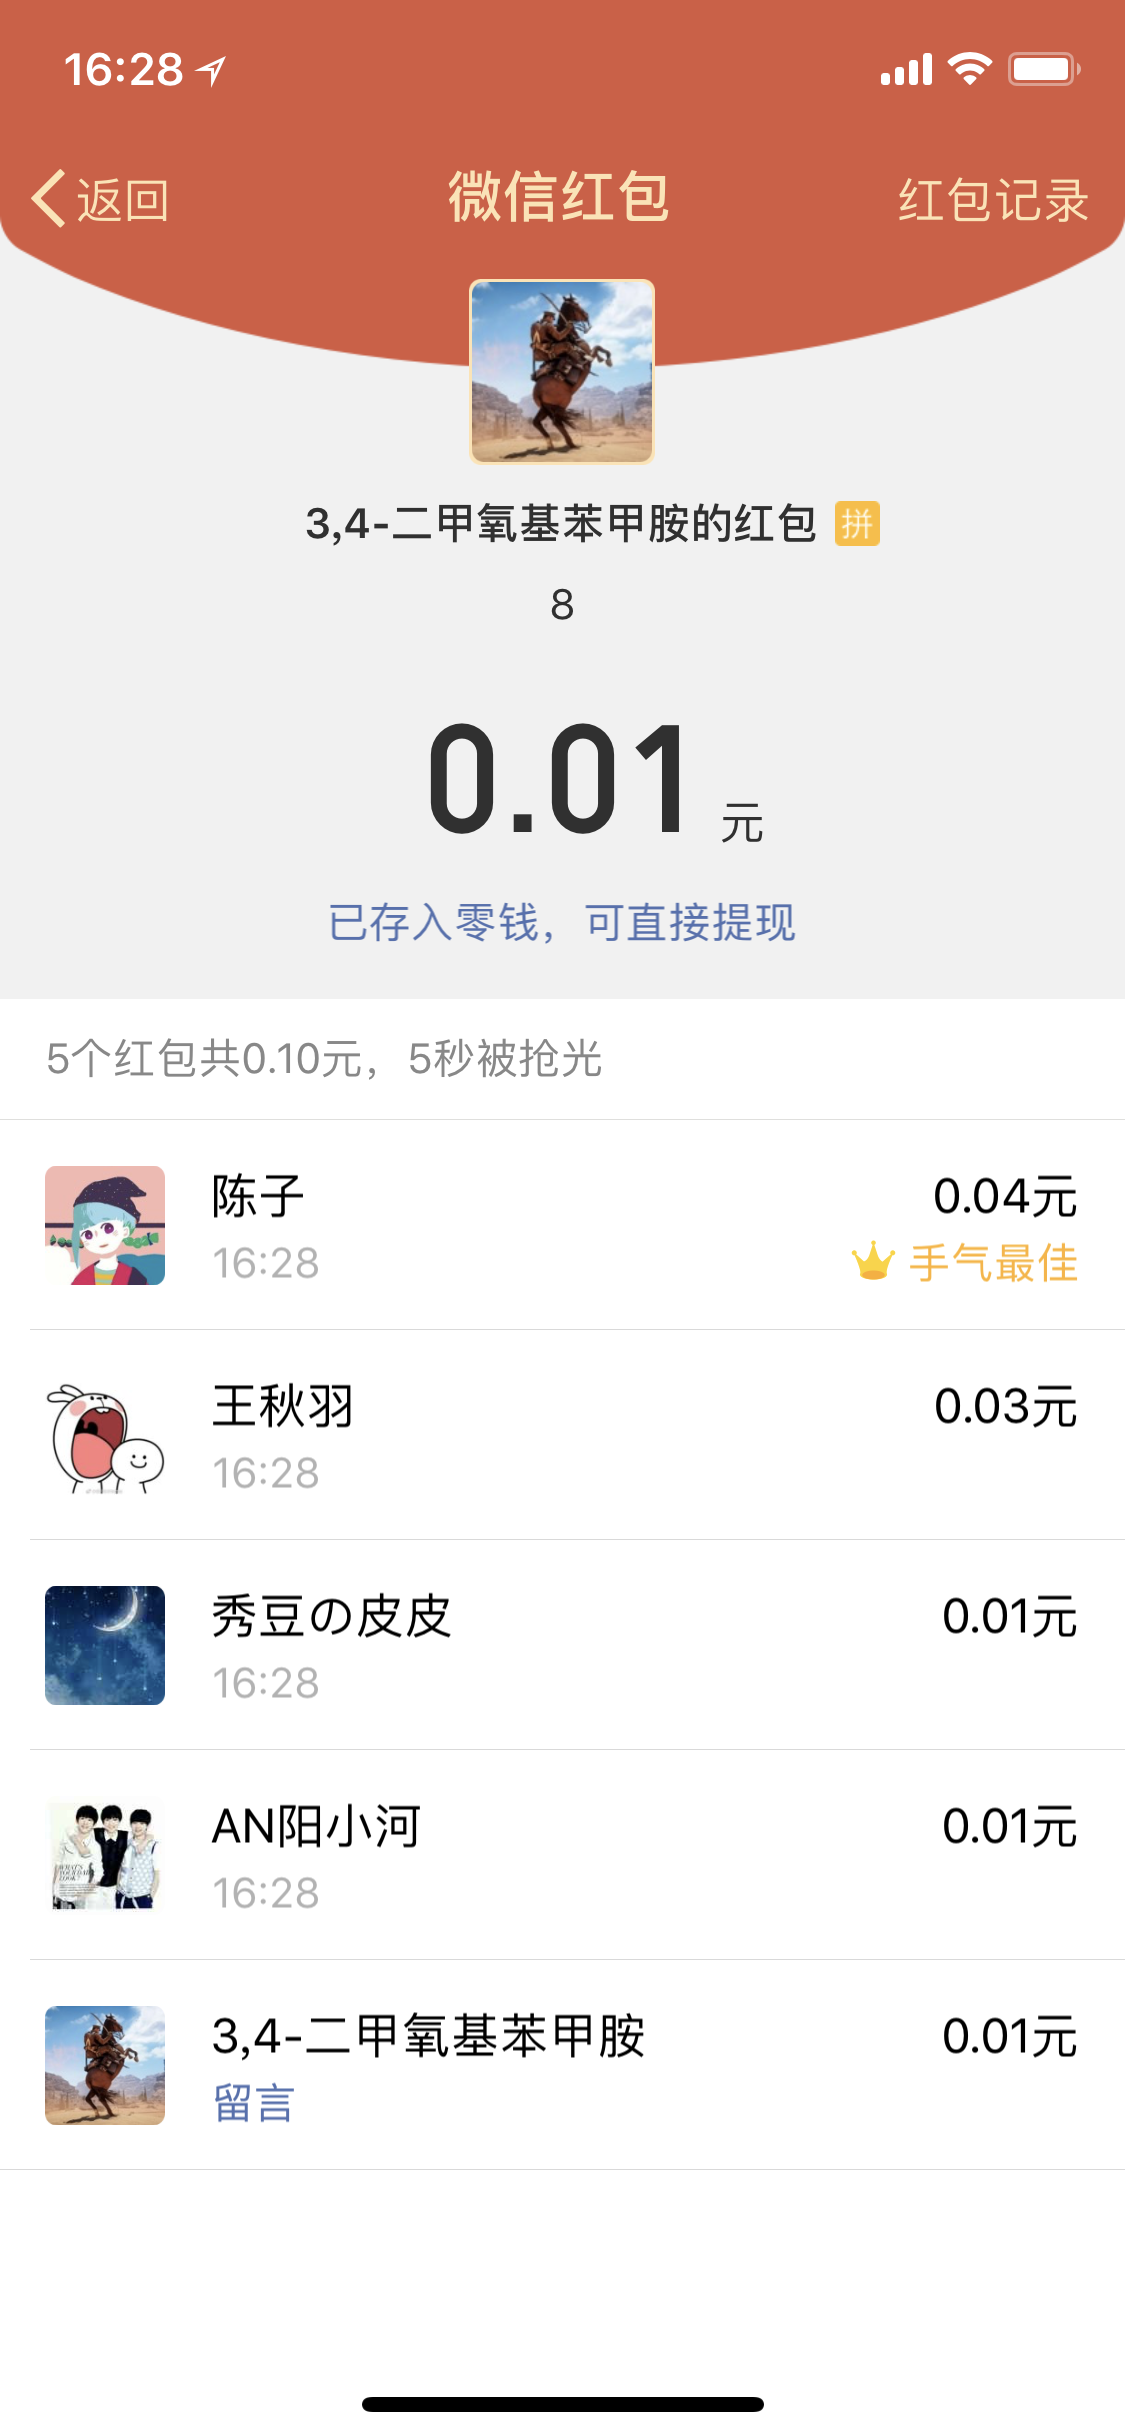 16:28
返回 微信红包 红包记录
3,4-二甲氧基苯甲胺的红包 拼
8
0.01 元
已存入零钱，可直接提现
5个红包共0.10元，5秒被抢光
陈子 0.04元
16:28 手气最佳
王秋羽 0.03元
16:28
秀豆の皮皮 0.01元
16:28
AN阳小河 0.01元
16:28
WHAT'S
YOUR DAILY
LOOK?
3,4-二甲氧基苯甲胺 0.01元
留言